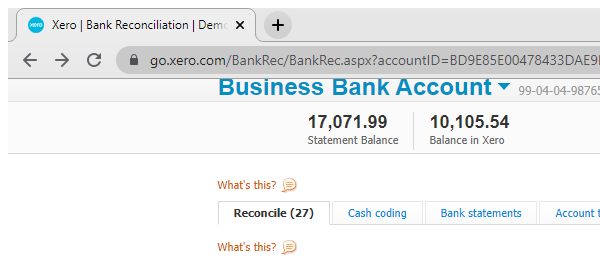 xero Xero | Bank Reconciliation | Demo
go.xero.com/BankRec/BankRec.aspx?accountID=BD9E85E00478433DAE9
Business Bank Account 99-04-04-98765
17,071.99 10,105.54
Statement Balance Balance in Xero
What's this?
Reconcile (27) Cash coding Bank statements Account
What's this?